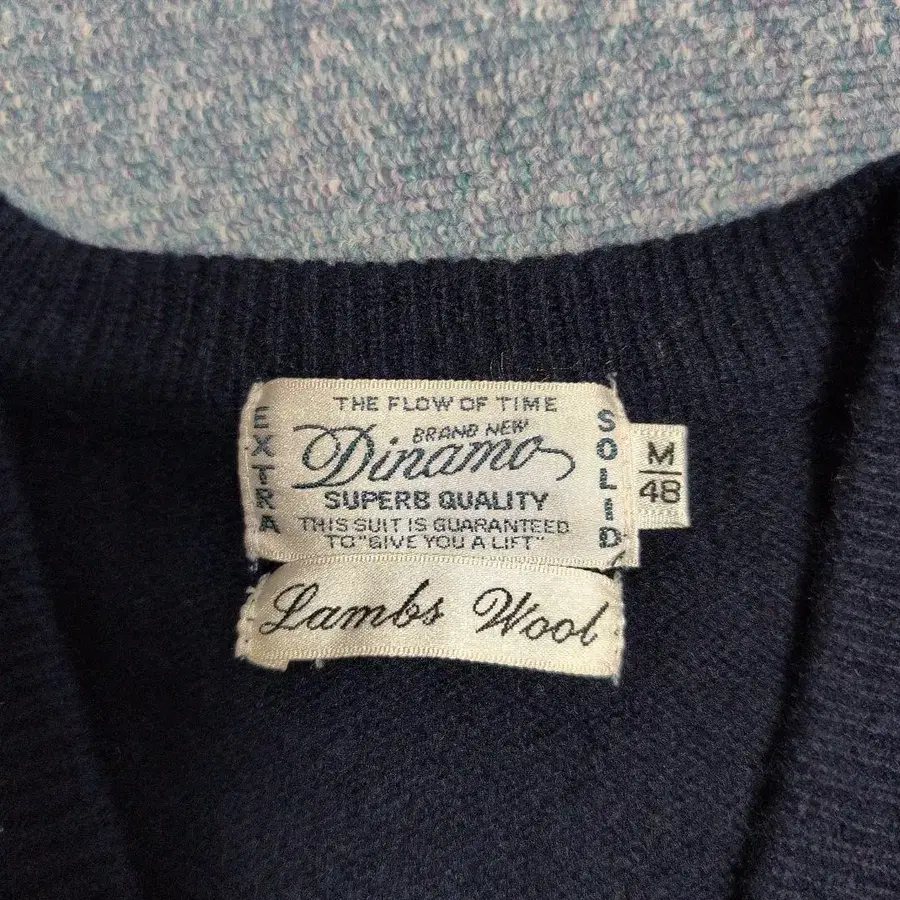 THE FLOW OF TIME
EXTRA
BRAND NEW
Dinamo
SUPERB QUALITY
THIS SUIT IS GUARANTEED
TO "GIVE YOU A LIFT"
SOLID
M
48
Lambs Wool